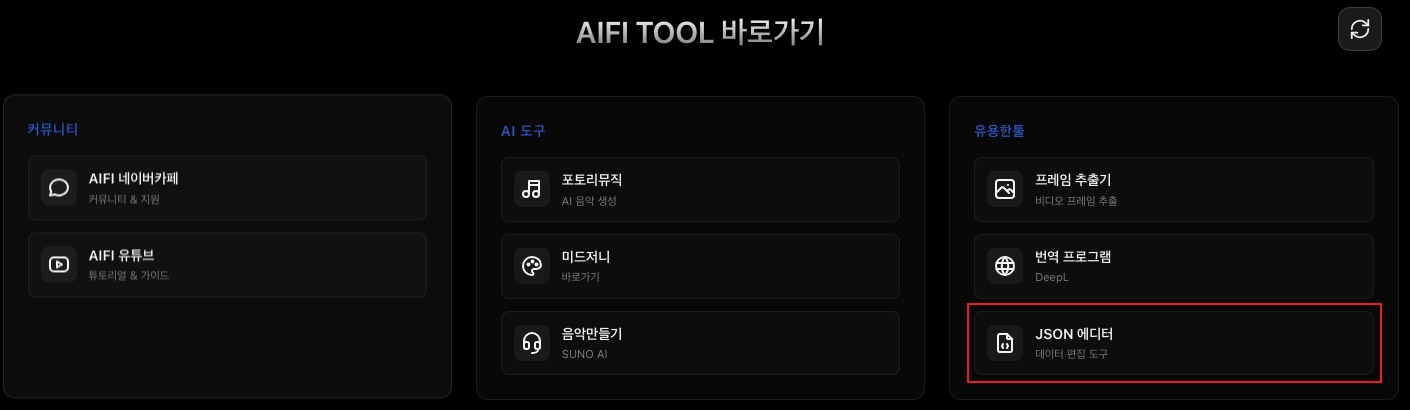 AIFI TOOL 바로가기
커뮤니티
AIFI 네이버카페
커뮤니티 & 지원
AIFI 유튜브
튜토리얼 & 가이드
AI 도구
포토리뮤직
AI 음악 생성
미드저니
바로가기
음악만들기
SUNO AI
유용한툴
프레임 추출기
비디오 프레임 추출
번역 프로그램
DeepL
JSON 에디터
데이터 편집 도구